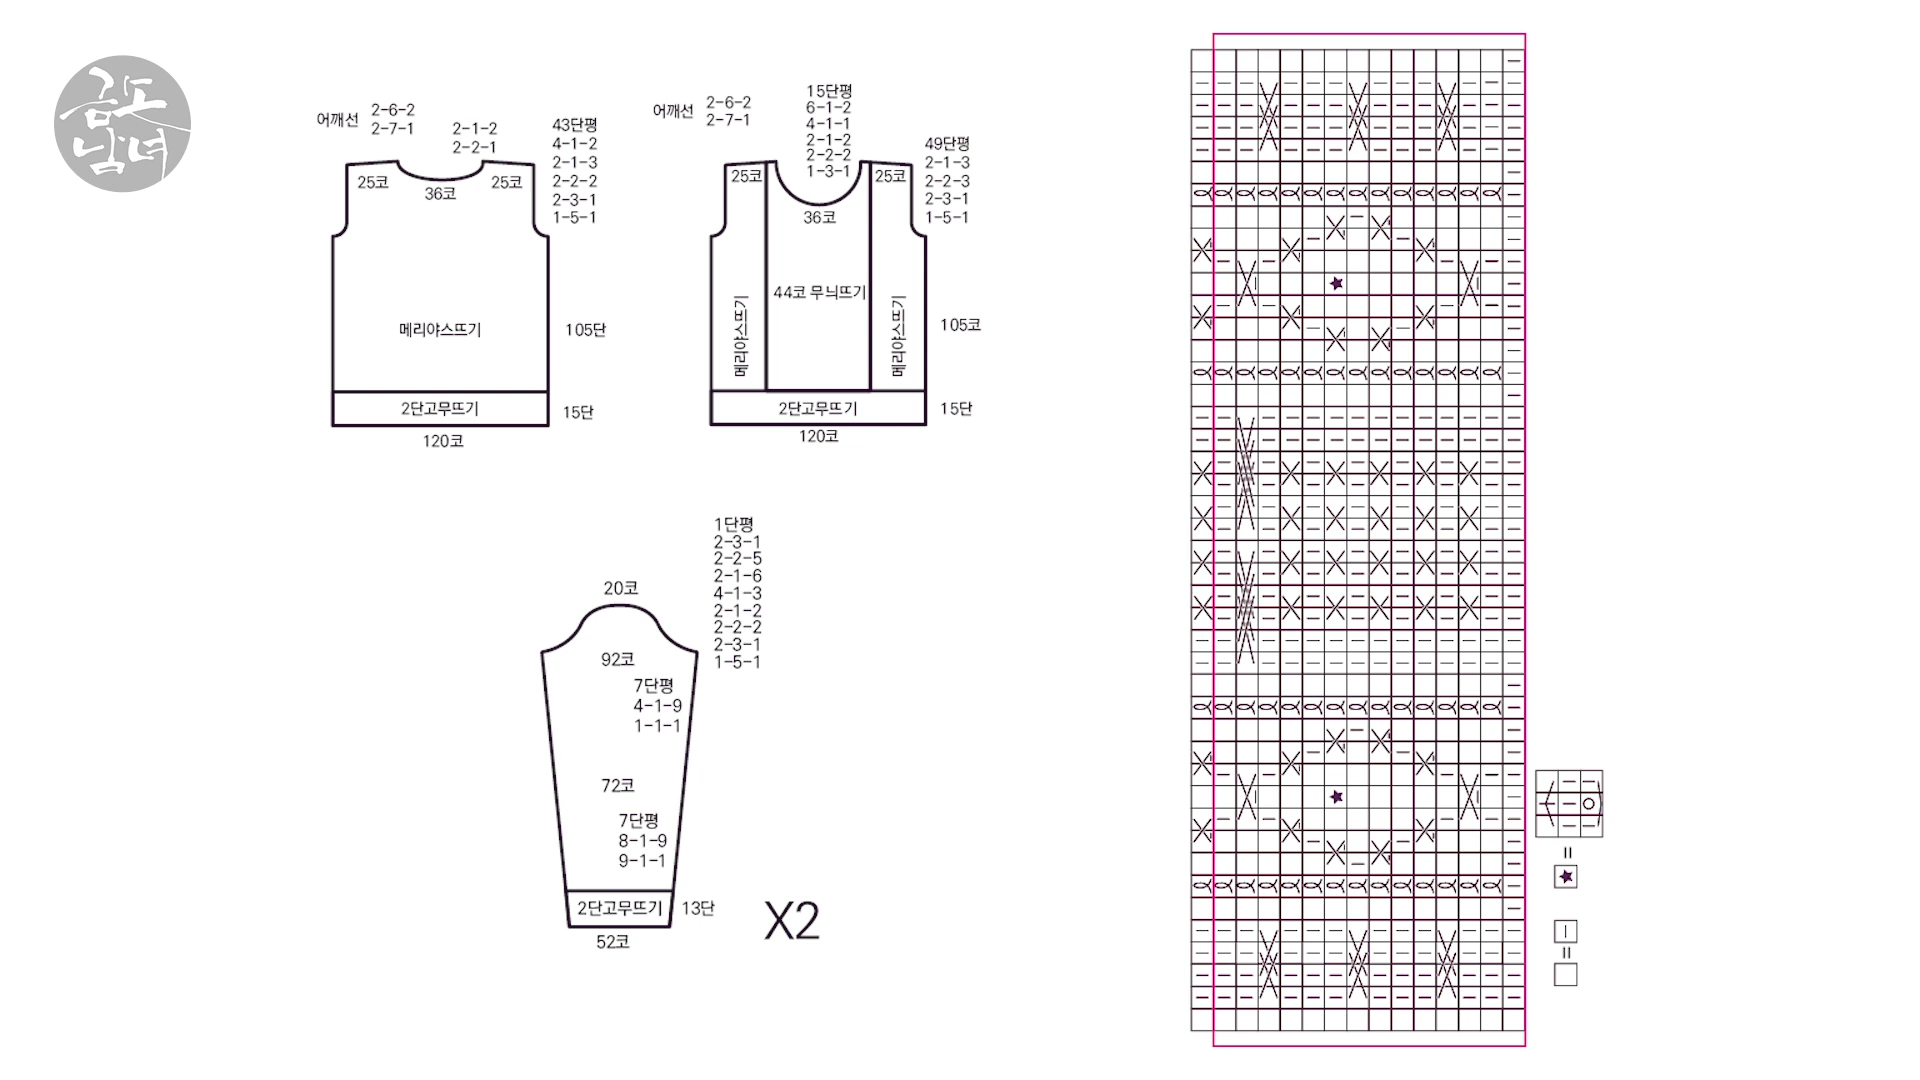 금도
남녀
어깨선 2-6-2
2-7-1
2-1-2
2-2-1
43단평
4-1-2
2-1-3
2-2-2
2-3-1
1-5-1
25코
36코
25코
메리야스뜨기
105단
2단고무뜨기
15단
120코
어깨선 2-6-2
2-7-1
15단평
6-1-2
4-1-1
2-1-2
2-2-2
1-3-1
49단평
2-1-3
2-2-3
2-3-1
1-5-1
25코
36코
25코
메리야스뜨기
44코 무늬뜨기
메리야스뜨기
105코
2단고무뜨기
15단
120코
20코
1단평
2-3-1
2-2-5
2-1-6
4-1-3
2-1-2
2-2-2
2-3-1
1-5-1
92코
7단평
4-1-9
1-1-1
72코
7단평
8-1-9
9-1-1
2단고무뜨기
13단
52코
X2